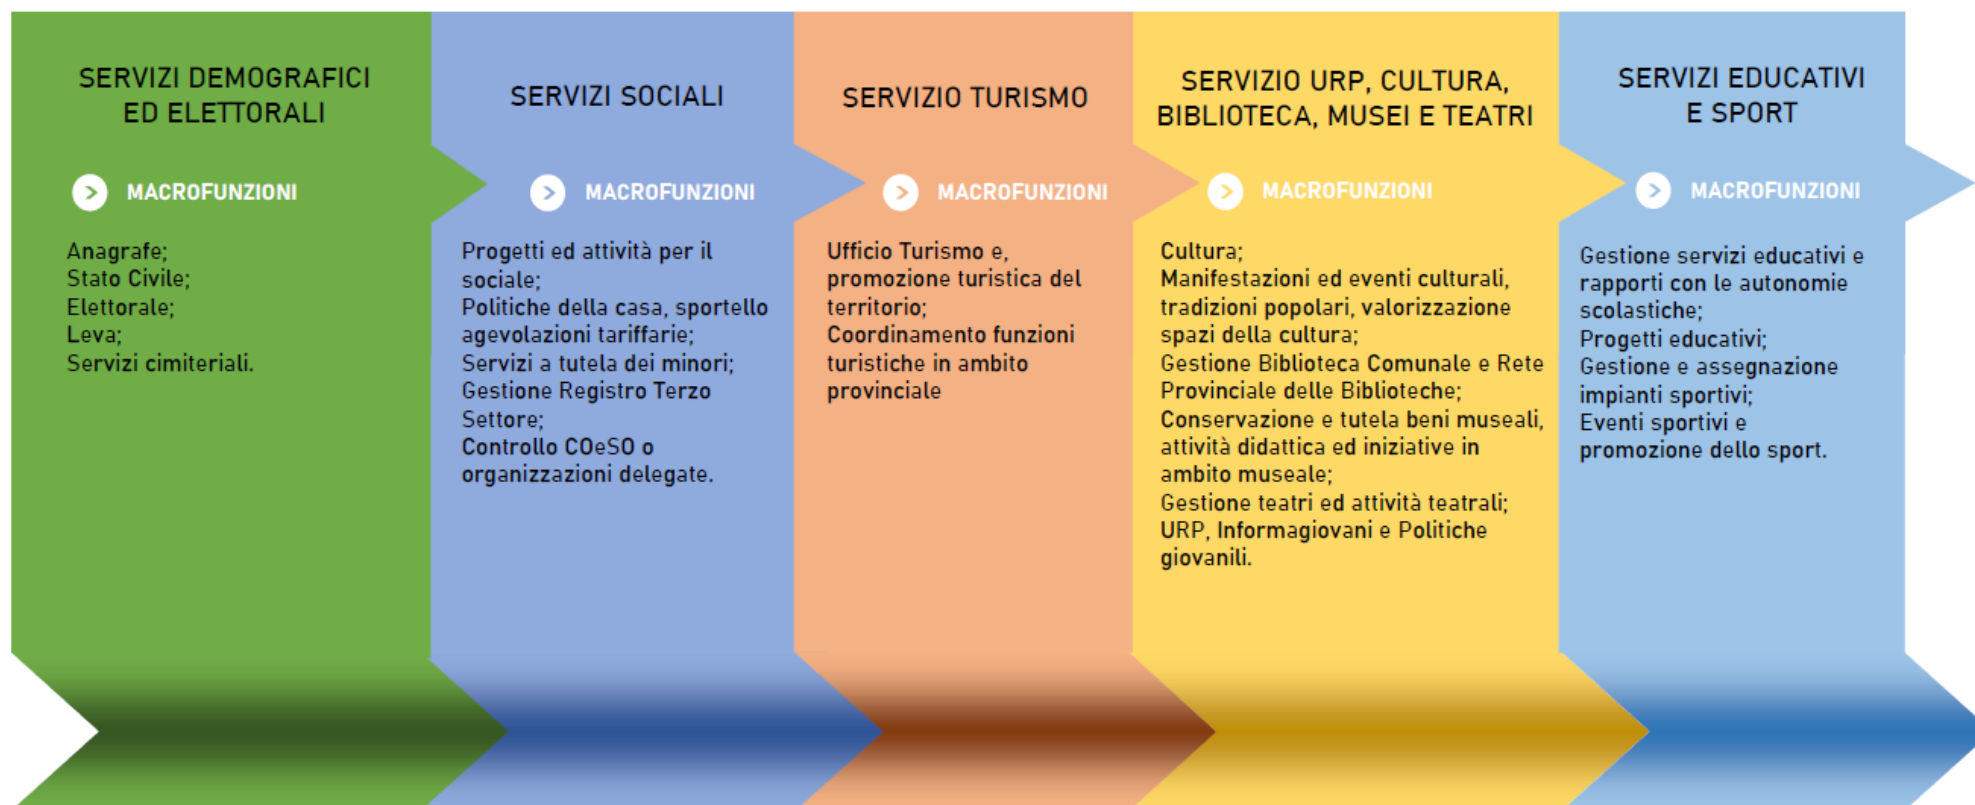 SERVIZI DEMOGRAFICI
ED ELETTORALI
MACROFUNZIONI
Anagrafe;
Stato Civile;
Elettorale;
Leva;
Servizi cimiteriali.
SERVIZI SOCIALI
MACROFUNZIONI
Progetti ed attività per il
sociale;
Politiche della casa, sportello
agevolazioni tariffarie;
Servizi a tutela dei minori;
Gestione Registro Terzo
Settore;
Controllo COeSO o
organizzazioni delegate.
SERVIZIO TURISMO
MACROFUNZIONI
Ufficio Turismo e,
promozione turistica del
territorio;
Coordinamento funzioni
turistiche in ambito
provinciale
SERVIZIO URP, CULTURA,
BIBLIOTECA, MUSEI E TEATRI
MACROFUNZIONI
Cultura;
Manifestazioni ed eventi culturali,
tradizioni popolari, valorizzazione
spazi della cultura;
Gestione Biblioteca Comunale e Rete
Provinciale delle Biblioteche;
Conservazione e tutela beni museali,
attività didattica ed iniziative in
ambito museale;
Gestione teatri ed attività teatrali;
URP, Informagiovani e Politiche
giovanili.
SERVIZI EDUCATIVI
E SPORT
MACROFUNZIONI
Gestione servizi educativi e
rapporti con le autonomie
scolastiche;
Progetti educativi;
Gestione e assegnazione
impianti sportivi;
Eventi sportivi e
promozione dello sport.